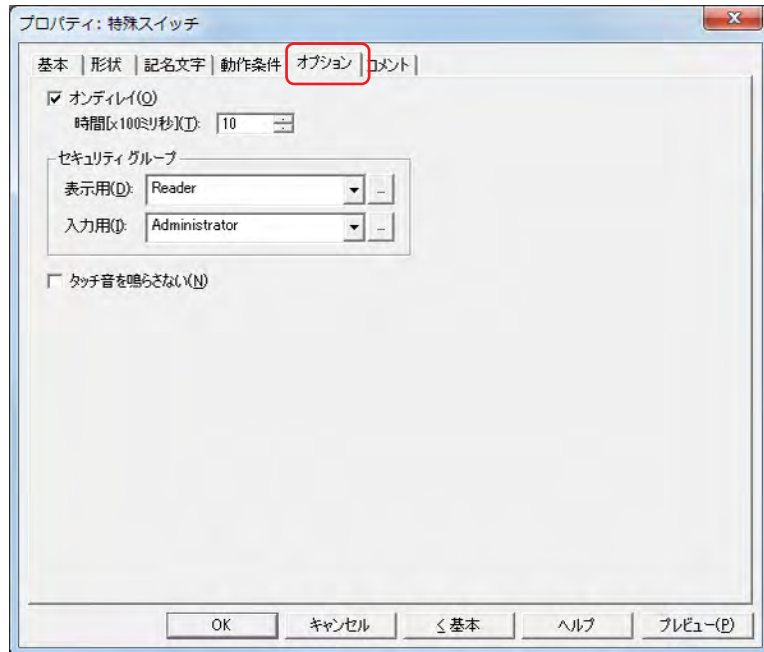 プロパティ: 特殊スイッチ
基本 | 形状 | 記名文字 | 動作条件 オプション コメント |
オンディレイ(O)
時間[x100ミリ秒](T): 10
セキュリティ グループ
表示用(D): Reader
入力用(I): Administrator
タッチ音を鳴らさない(N)
OK キャンセル < 基本 ヘルプ プレビュー(P)